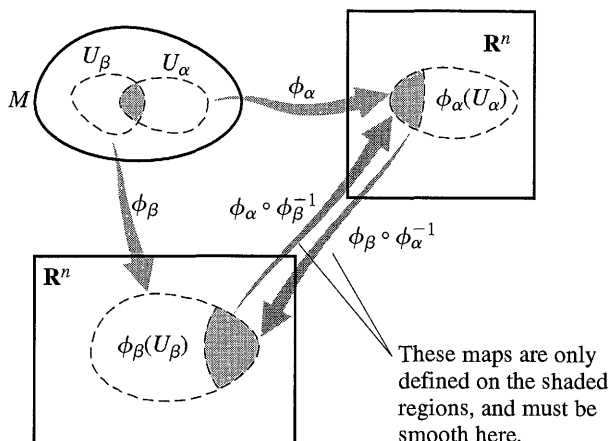 U_β U_α
M
φ_α
R^n
φ_α(U_α)
φ_β
φ_α ∘ φ_β^{-1}
φ_β ∘ φ_α^{-1}
R^n
φ_β(U_β)
These maps are only
defined on the shaded
regions, and must be
smooth here.